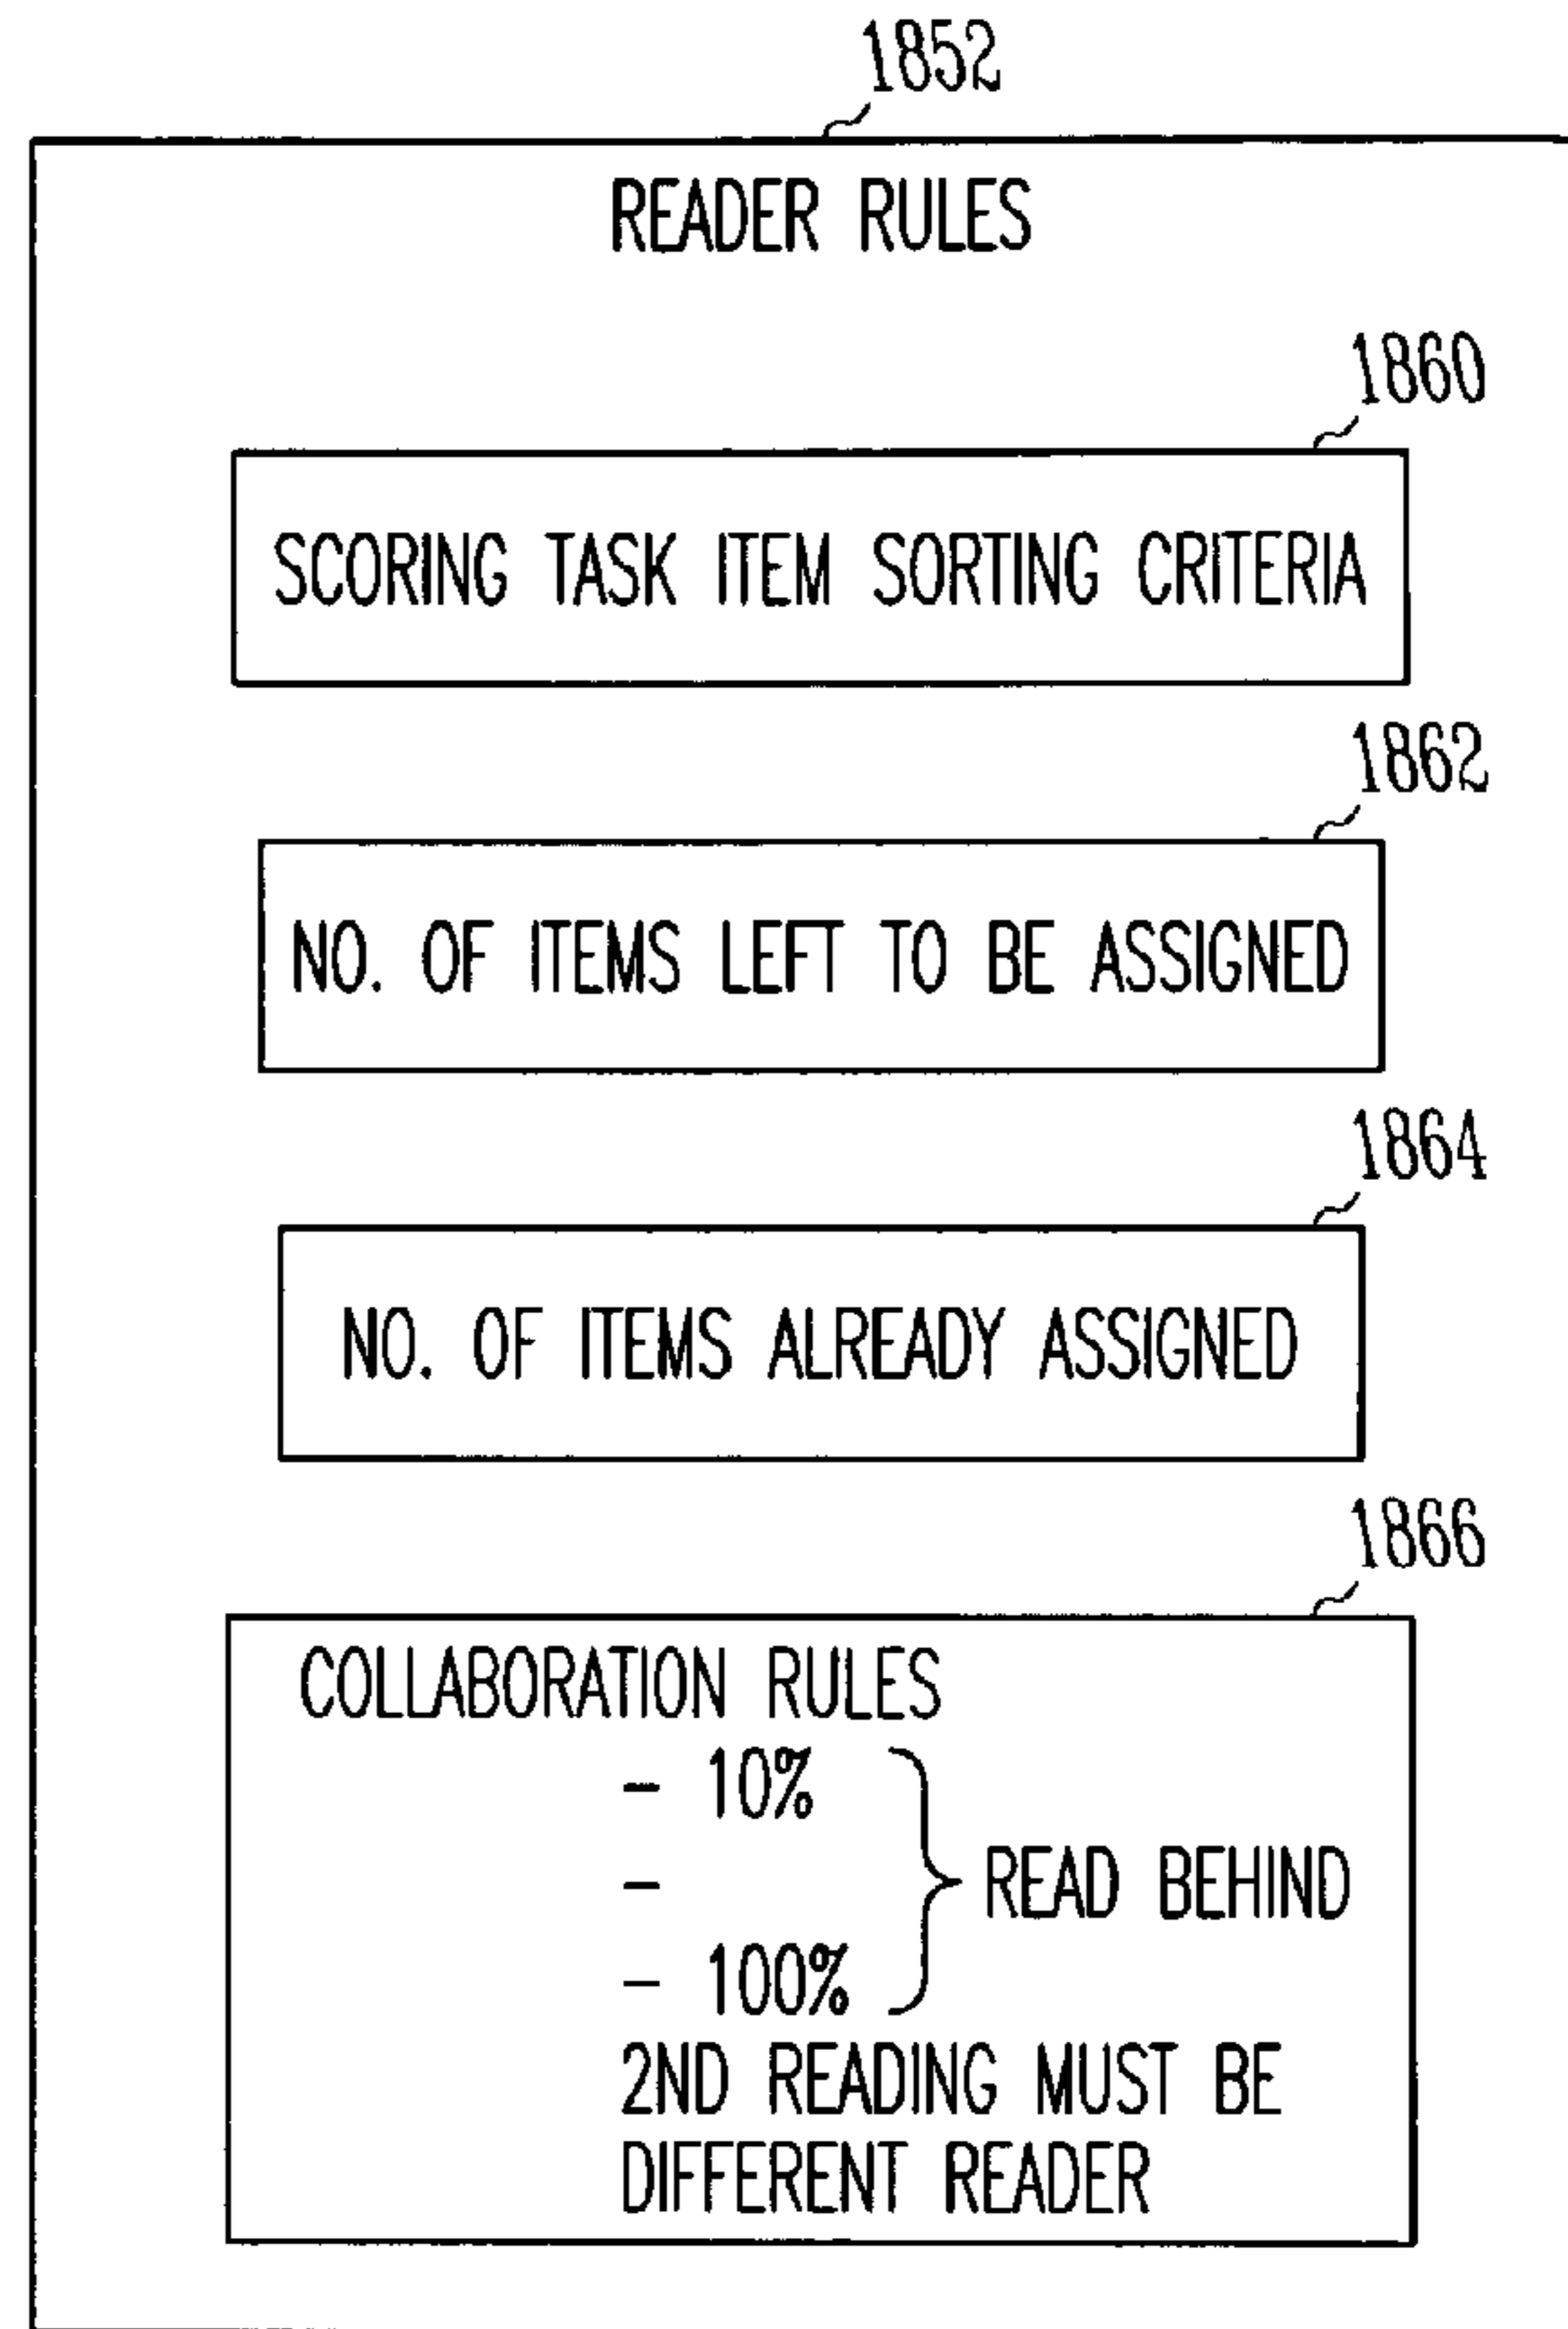 1852
READER RULES
1860
SCORING TASK ITEM SORTING CRITERIA
1862
NO. OF ITEMS LEFT TO BE ASSIGNED
1864
NO. OF ITEMS ALREADY ASSIGNED
1866
COLLABORATION RULES
- 10%
-
READ BEHIND
- 100%
2ND READING MUST BE
DIFFERENT READER